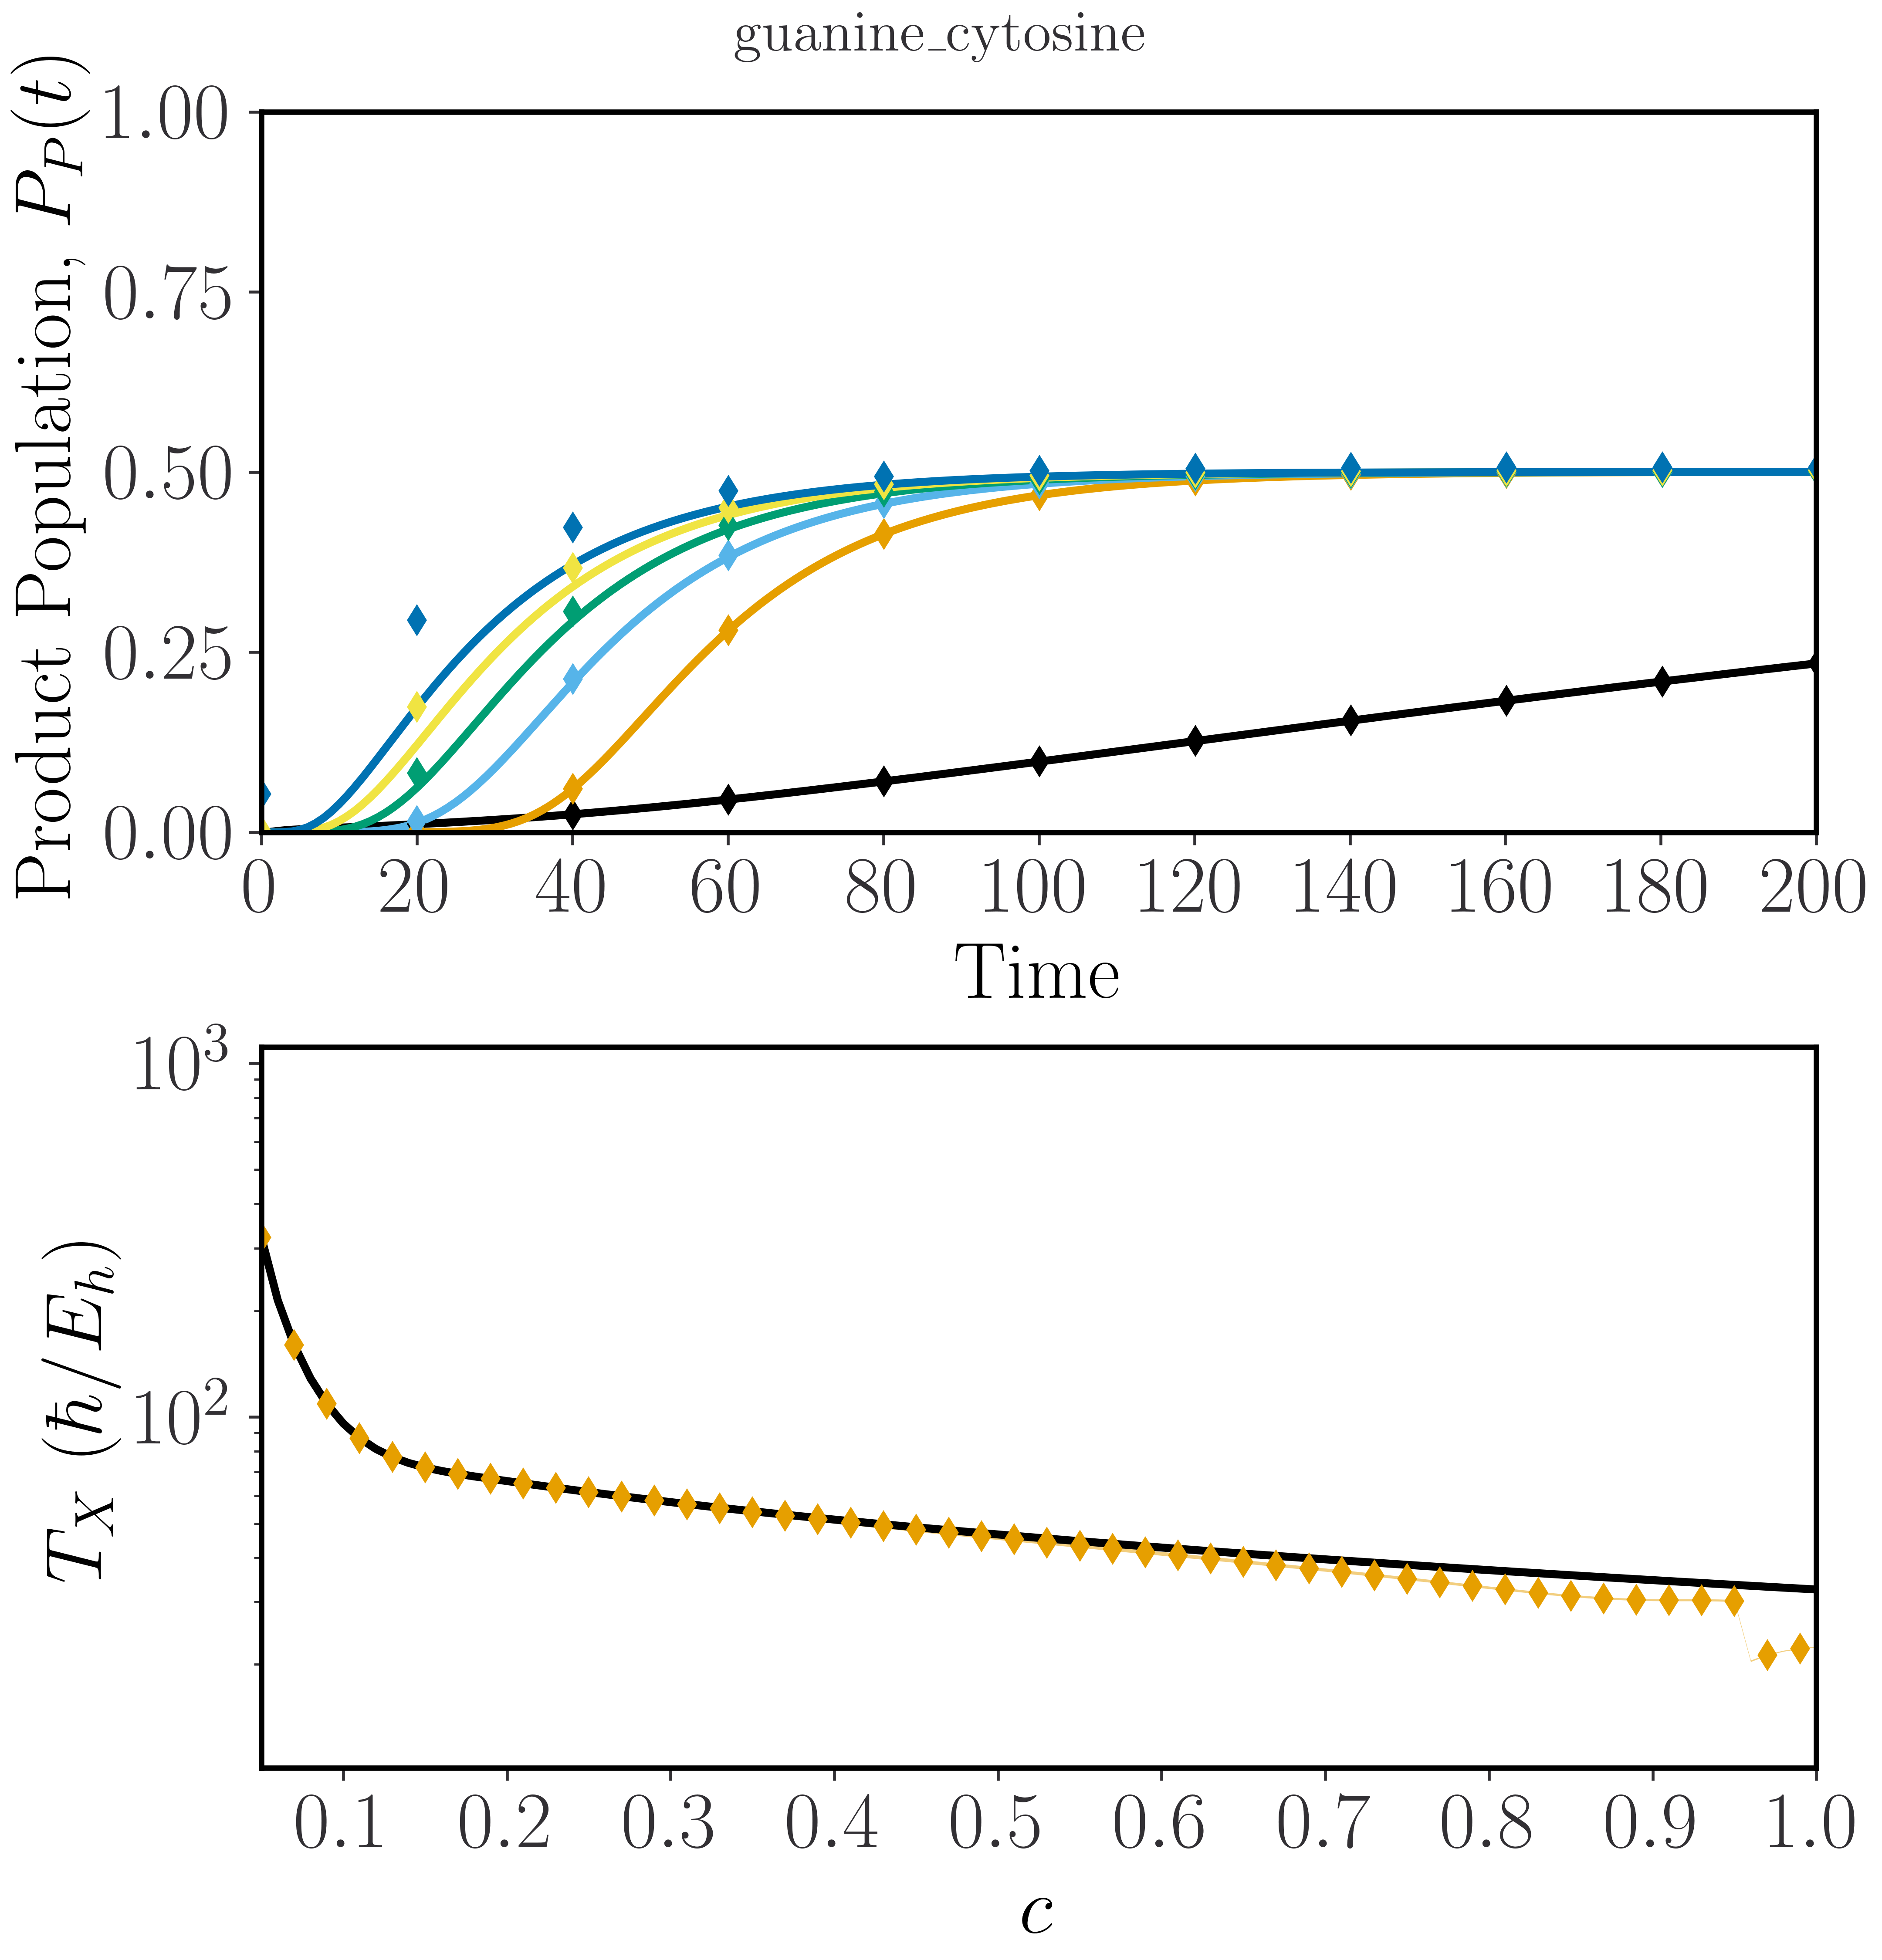 guanine_cytosine
Product Population, P_P(t)
1.00
0.75
0.50
0.25
0.00
0 20 40 60 80 100 120 140 160 180 200
Time
T_X (ħ/E_h)
10^3
10^2
0.1 0.2 0.3 0.4 0.5 0.6 0.7 0.8 0.9 1.0
c